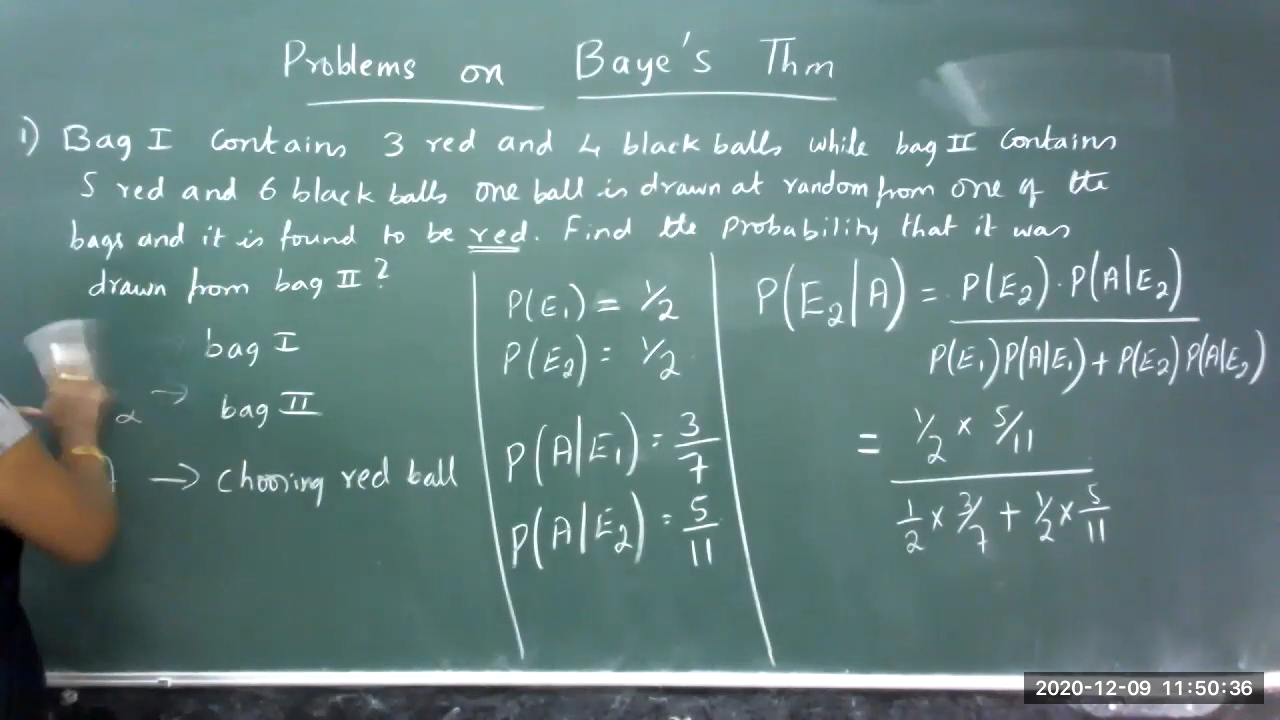 Problems on Baye's Thm
1) Bag I Contains 3 red and 4 black balls while bag II Contains
5 red and 6 black balls one ball is drawn at random from one of the
bags and it is found to be red. Find the Probability that it was
drawn from bag II?
bag I
→ bag II
→ Choosing red ball
P(E₁) = 1/2
P(E₂) = 1/2
P(A|E₁) = 3/7
P(A|E₂) = 5/11
P(E₂|A) = P(E₂).P(A|E₂)
P(E₁)P(A|E₁) + P(E₂)P(A|E₂)
= 1/2 × 5/11
1/2 × 3/7 + 1/2 × 5/11
2020-12-09 11:50:36